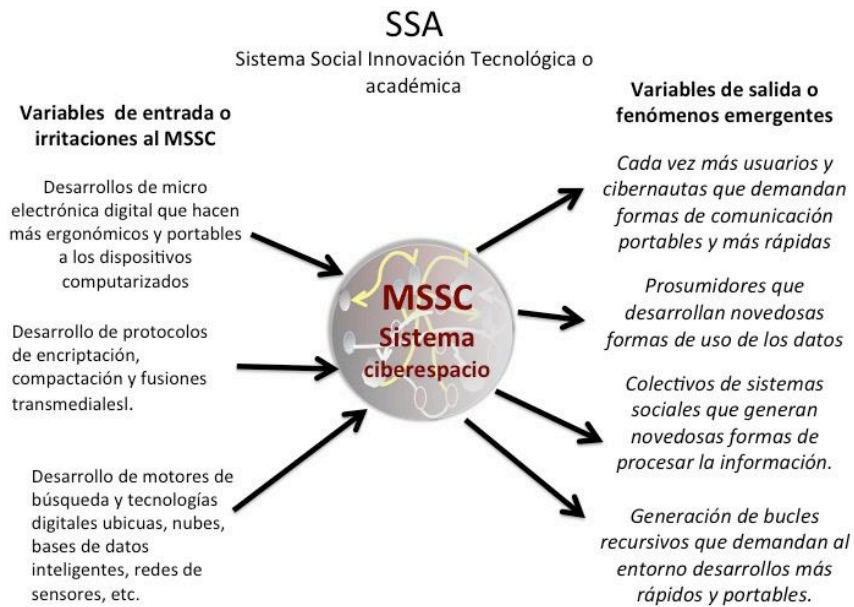 SSA
Sistema Social Innovación Tecnológica o
académica
Variables de entrada o
irritaciones al MSSC
Desarrollos de micro
electrónica digital que hacen
más ergonómicos y portables
a los dispositivos
computarizados
Desarrollo de protocolos
de encriptación,
compactación y fusiones
transmedialesl.
Desarrollo de motores de
búsqueda y tecnologías
digitales ubicuas, nubes,
bases de datos
inteligentes, redes de
sensores, etc.
MSSC
Sistema
ciberespacio
Variables de salida o
fenómenos emergentes
Cada vez más usuarios y
cibernautas que demandan
formas de comunicación
portables y más rápidas
Prosumidores que
desarrollan novedosas
formas de uso de los datos
Colectivos de sistemas
sociales que generan
novedosas formas de
procesar la información.
Generación de bucles
recursivos que demandan al
entorno desarrollos más
rápidos y portables.